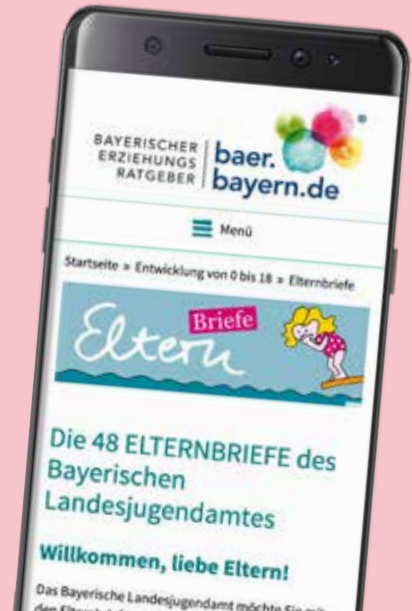 BAYERISCHER
ERZIEHUNGS
RATGEBER
baer.
bayern.de
Menü
Startseite » Entwicklung von 0 bis 18 » Elternbriefe
Briefe
Eltern
Die 48 ELTERNBRIEFE des
Bayerischen
Landesjugendamtes
Willkommen, liebe Eltern!
Das Bayerische Landesjugendamt möchte Sie mit